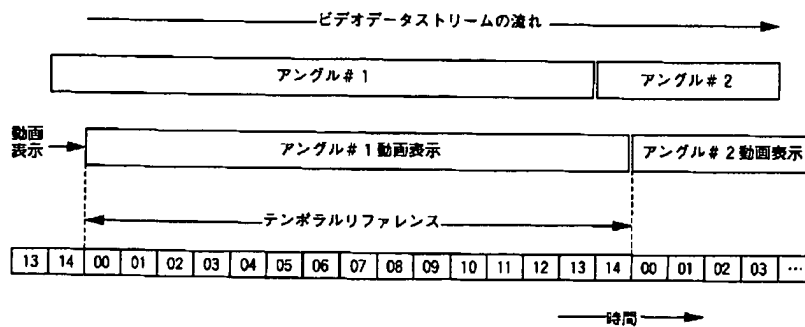 ビデオデータストリームの流れ
アングル#1 アングル#2
動画
表示
アングル#1動画表示 アングル#2動画表示
テンポラルリファレンス
13 14 00 01 02 03 04 05 06 07 08 09 10 11 12 13 14 00 01 02 03 …
時間